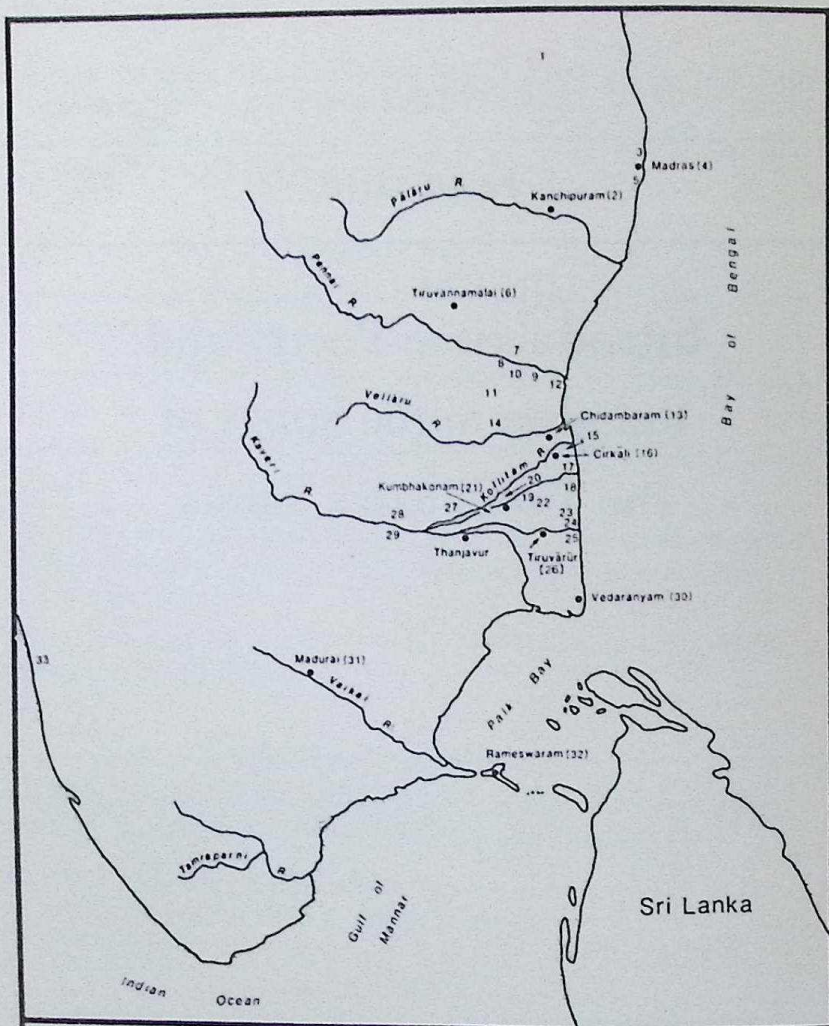 1
3
Madras (4)
5
Pālāru R
Kanchipuram (2)
Bay of Bengal
Pennai R
Tiruvannamalai (6)
7
8
10
9
12
11
Vellāru R
14
Chidambaram (13)
15
Cirkāli (16)
Kaveri R
Kollitam R
17
Kumbhakonam (21)
20
18
19
22
27
28
23
24
29
25
Thanjavur
Tiruvārūr
[26]
Vedaranyam (30)
33
Madurai (31)
Vaikai R
Palk Bay
Rameswaram (32)
Tamraparni R
Gulf of
Mannar
Sri Lanka
Indian Ocean